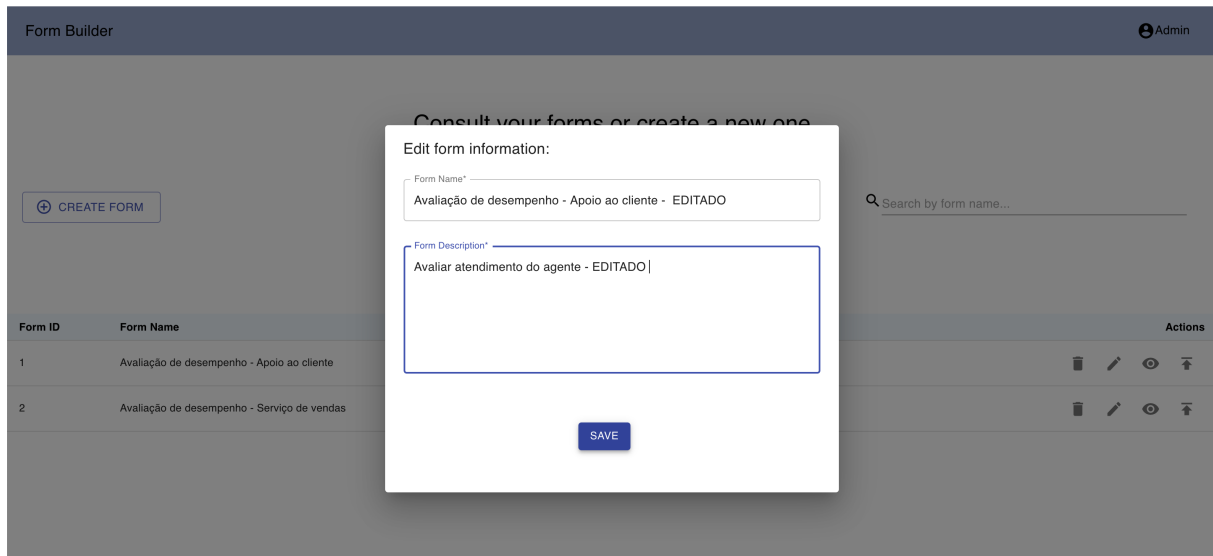 Form Builder
Admin
Consult your forms or create a new one
Edit form information:
Form Name*
Avaliação de desempenho - Apoio ao cliente -  EDITADO
CREATE FORM
Search by form name...
Form Description*
Avaliar atendimento do agente - EDITADO
Form ID Form Name Actions
1 Avaliação de desempenho - Apoio ao cliente
2 Avaliação de desempenho - Serviço de vendas
SAVE